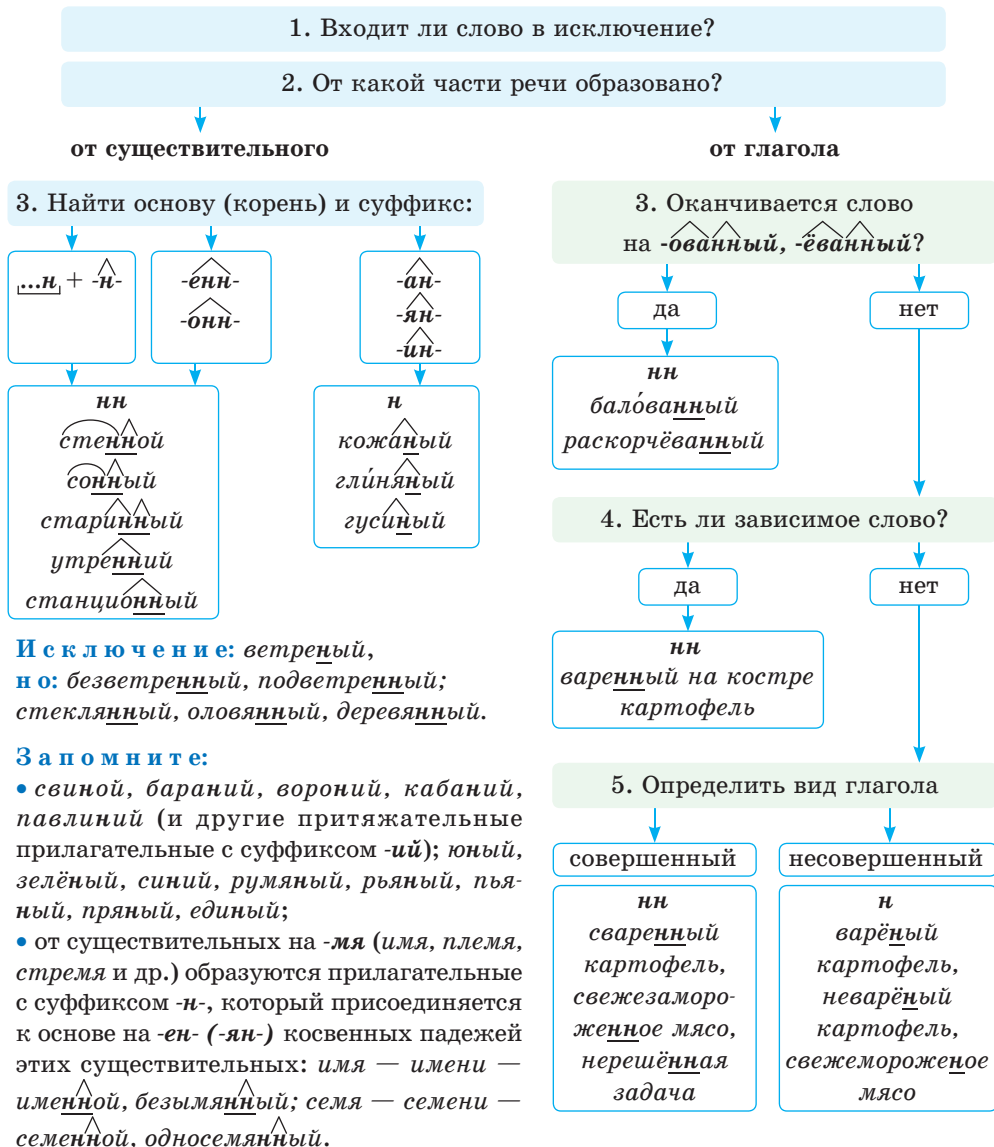 1. Входит ли слово в исключение?
2. От какой части речи образовано?
от существительного
от глагола
3. Найти основу (корень) и суффикс:
...н + -н-
-енн-
-онн-
-ан-
-ян-
-ин-
нн
стенной
сонный
старинный
утренний
станционный
н
кожаный
гли́няный
гусиный
Исключение: ветреный,
но: безветренный, подветренный;
стеклянный, оловянный, деревянный.
Запомните:
• свиной, бараний, вороний, кабаний,
павлиний (и другие притяжательные
прилагательные с суффиксом -ий); юный,
зелёный, синий, румяный, рьяный, пья-
ный, пряный, единый;
• от существительных на -мя (имя, племя,
стремя и др.) образуются прилагательные
с суффиксом -н-, который присоединяется
к основе на -ен- (-ян-) косвенных падежей
этих существительных: имя — имени —
именной, безымянный; семя — семени —
семенной, односемянный.
3. Оканчивается слово
на -ованный, -ёванный?
да
нет
нн
бало́ванный
раскорчёванный
4. Есть ли зависимое слово?
да
нет
нн
варенный на костре
картофель
5. Определить вид глагола
совершенный
несовершенный
нн
сваренный
картофель,
свежезаморо-
женное мясо,
нерешённая
задача
н
варёный
картофель,
неварёный
картофель,
свежемороженое
мясо